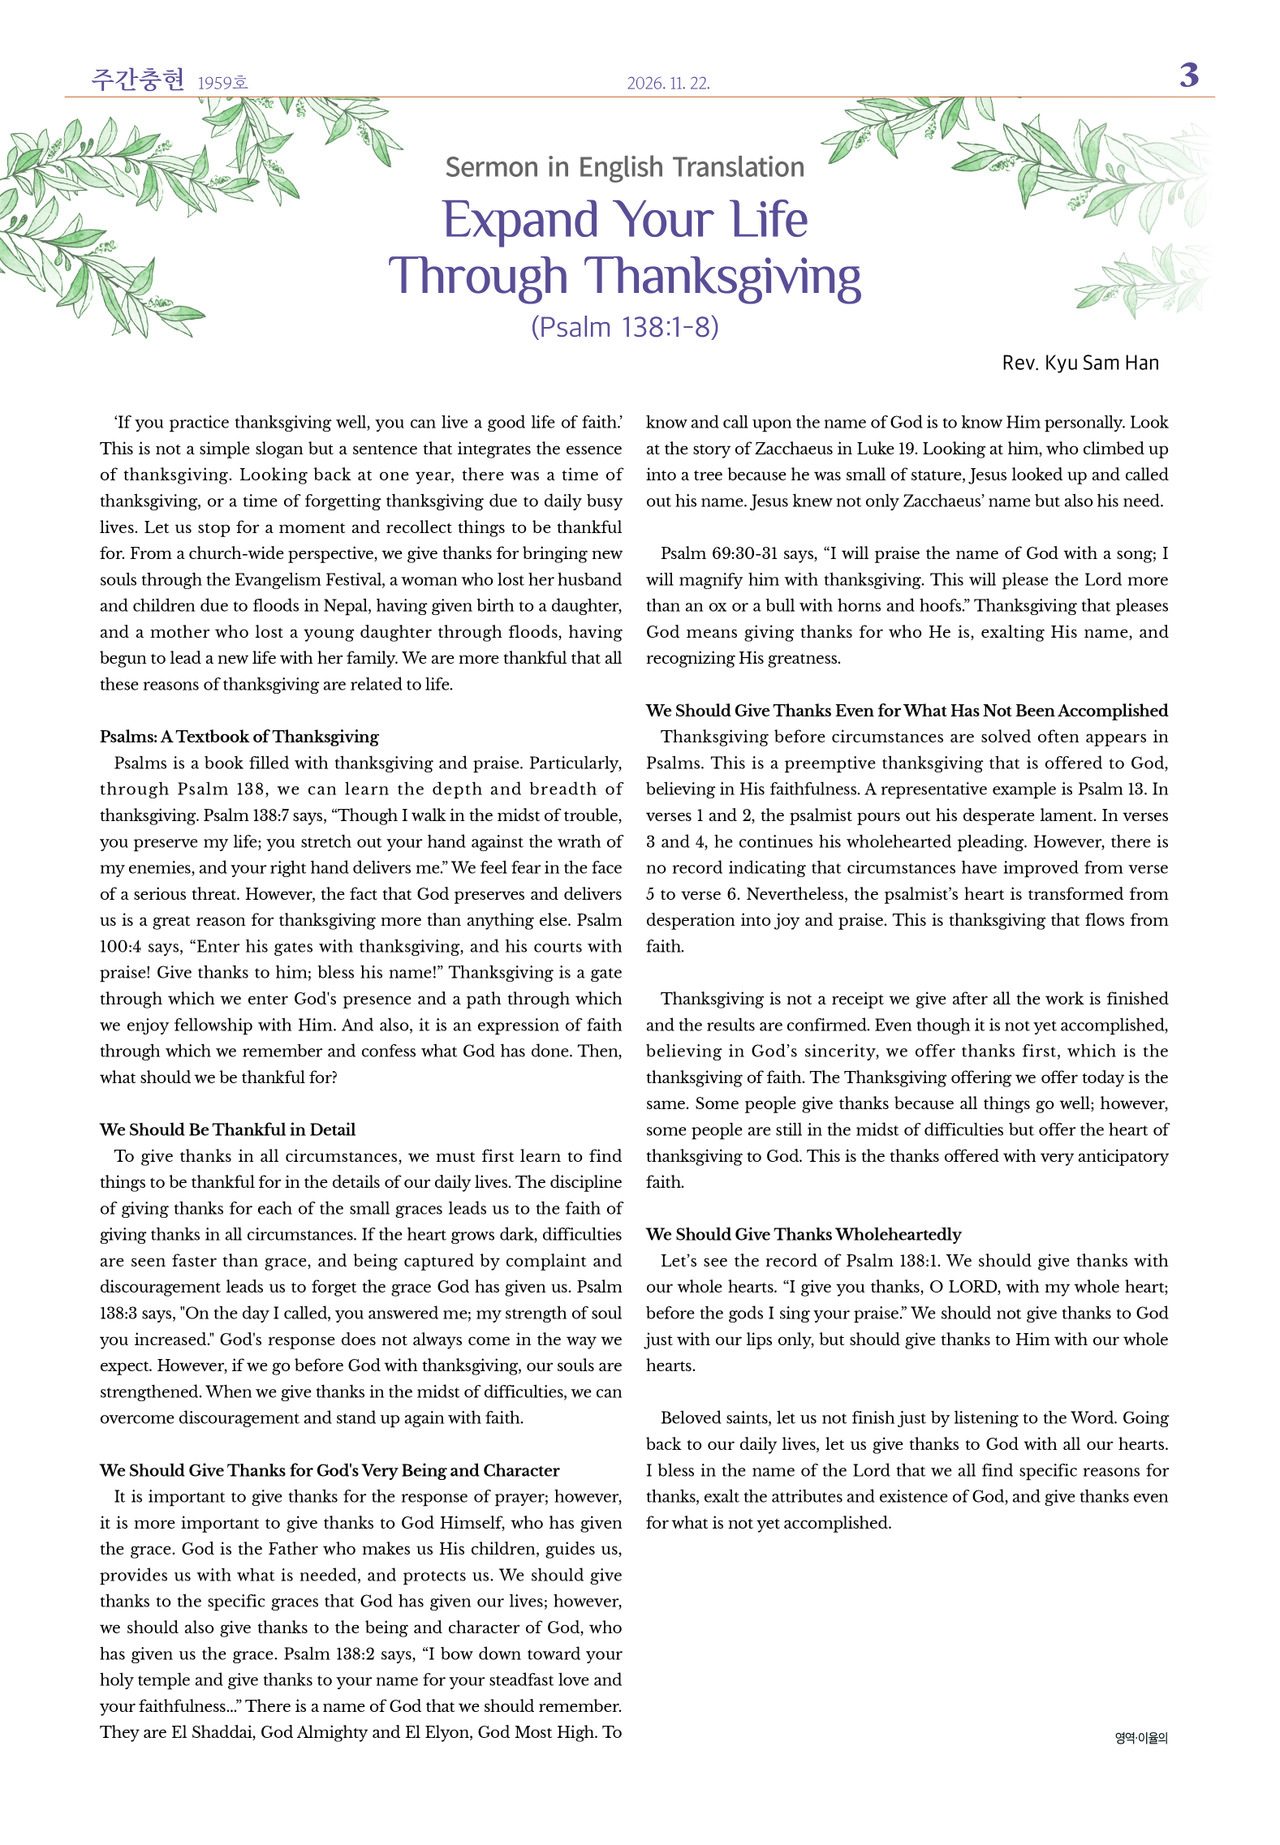 주간충현 1959호
2026. 11. 22.
3
Sermon in English Translation
Expand Your Life
Through Thanksgiving
(Psalm 138:1-8)
Rev. Kyu Sam Han
‘If you practice thanksgiving well, you can live a good life of faith.’
This is not a simple slogan but a sentence that integrates the essence
of thanksgiving. Looking back at one year, there was a time of
thanksgiving, or a time of forgetting thanksgiving due to daily busy
lives. Let us stop for a moment and recollect things to be thankful
for. From a church-wide perspective, we give thanks for bringing new
souls through the Evangelism Festival, a woman who lost her husband
and children due to floods in Nepal, having given birth to a daughter,
and a mother who lost a young daughter through floods, having
begun to lead a new life with her family. We are more thankful that all
these reasons of thanksgiving are related to life.
Psalms: A Textbook of Thanksgiving
Psalms is a book filled with thanksgiving and praise. Particularly,
through Psalm 138, we can learn the depth and breadth of
thanksgiving. Psalm 138:7 says, “Though I walk in the midst of trouble,
you preserve my life; you stretch out your hand against the wrath of
my enemies, and your right hand delivers me.” We feel fear in the face
of a serious threat. However, the fact that God preserves and delivers
us is a great reason for thanksgiving more than anything else. Psalm
100:4 says, “Enter his gates with thanksgiving, and his courts with
praise! Give thanks to him; bless his name!” Thanksgiving is a gate
through which we enter God's presence and a path through which
we enjoy fellowship with Him. And also, it is an expression of faith
through which we remember and confess what God has done. Then,
what should we be thankful for?
We Should Be Thankful in Detail
To give thanks in all circumstances, we must first learn to find
things to be thankful for in the details of our daily lives. The discipline
of giving thanks for each of the small graces leads us to the faith of
giving thanks in all circumstances. If the heart grows dark, difficulties
are seen faster than grace, and being captured by complaint and
discouragement leads us to forget the grace God has given us. Psalm
138:3 says, "On the day I called, you answered me; my strength of soul
you increased." God's response does not always come in the way we
expect. However, if we go before God with thanksgiving, our souls are
strengthened. When we give thanks in the midst of difficulties, we can
overcome discouragement and stand up again with faith.
We Should Give Thanks for God's Very Being and Character
It is important to give thanks for the response of prayer; however,
it is more important to give thanks to God Himself, who has given
the grace. God is the Father who makes us His children, guides us,
provides us with what is needed, and protects us. We should give
thanks to the specific graces that God has given our lives; however,
we should also give thanks to the being and character of God, who
has given us the grace. Psalm 138:2 says, “I bow down toward your
holy temple and give thanks to your name for your steadfast love and
your faithfulness...” There is a name of God that we should remember.
They are El Shaddai, God Almighty and El Elyon, God Most High. To
know and call upon the name of God is to know Him personally. Look
at the story of Zacchaeus in Luke 19. Looking at him, who climbed up
into a tree because he was small of stature, Jesus looked up and called
out his name. Jesus knew not only Zacchaeus’ name but also his need.
Psalm 69:30-31 says, “I will praise the name of God with a song; I
will magnify him with thanksgiving. This will please the Lord more
than an ox or a bull with horns and hoofs.” Thanksgiving that pleases
God means giving thanks for who He is, exalting His name, and
recognizing His greatness.
We Should Give Thanks Even for What Has Not Been Accomplished
Thanksgiving before circumstances are solved often appears in
Psalms. This is a preemptive thanksgiving that is offered to God,
believing in His faithfulness. A representative example is Psalm 13. In
verses 1 and 2, the psalmist pours out his desperate lament. In verses
3 and 4, he continues his wholehearted pleading. However, there is
no record indicating that circumstances have improved from verse
5 to verse 6. Nevertheless, the psalmist’s heart is transformed from
desperation into joy and praise. This is thanksgiving that flows from
faith.
Thanksgiving is not a receipt we give after all the work is finished
and the results are confirmed. Even though it is not yet accomplished,
believing in God’s sincerity, we offer thanks first, which is the
thanksgiving of faith. The Thanksgiving offering we offer today is the
same. Some people give thanks because all things go well; however,
some people are still in the midst of difficulties but offer the heart of
thanksgiving to God. This is the thanks offered with very anticipatory
faith.
We Should Give Thanks Wholeheartedly
Let’s see the record of Psalm 138:1. We should give thanks with
our whole hearts. “I give you thanks, O LORD, with my whole heart;
before the gods I sing your praise.” We should not give thanks to God
just with our lips only, but should give thanks to Him with our whole
hearts.
Beloved saints, let us not finish just by listening to the Word. Going
back to our daily lives, let us give thanks to God with all our hearts.
I bless in the name of the Lord that we all find specific reasons for
thanks, exalt the attributes and existence of God, and give thanks even
for what is not yet accomplished.
영역·이율의